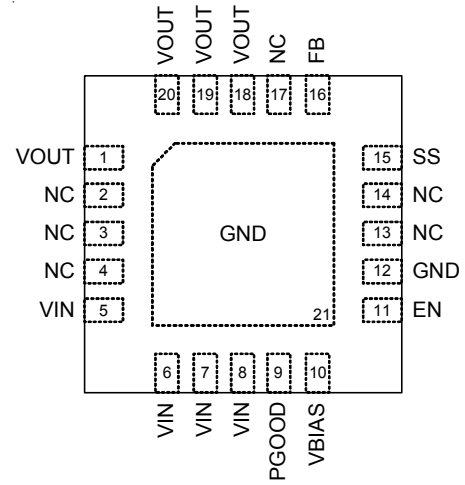 VOUT VOUT VOUT NC FB
20 19 18 17 16
VOUT 1
NC 2
NC 3
NC 4
VIN 5
GND
21
15 SS
14 NC
13 NC
12 GND
11 EN
6 7 8 9 10
VIN VIN VIN PGOOD VBIAS